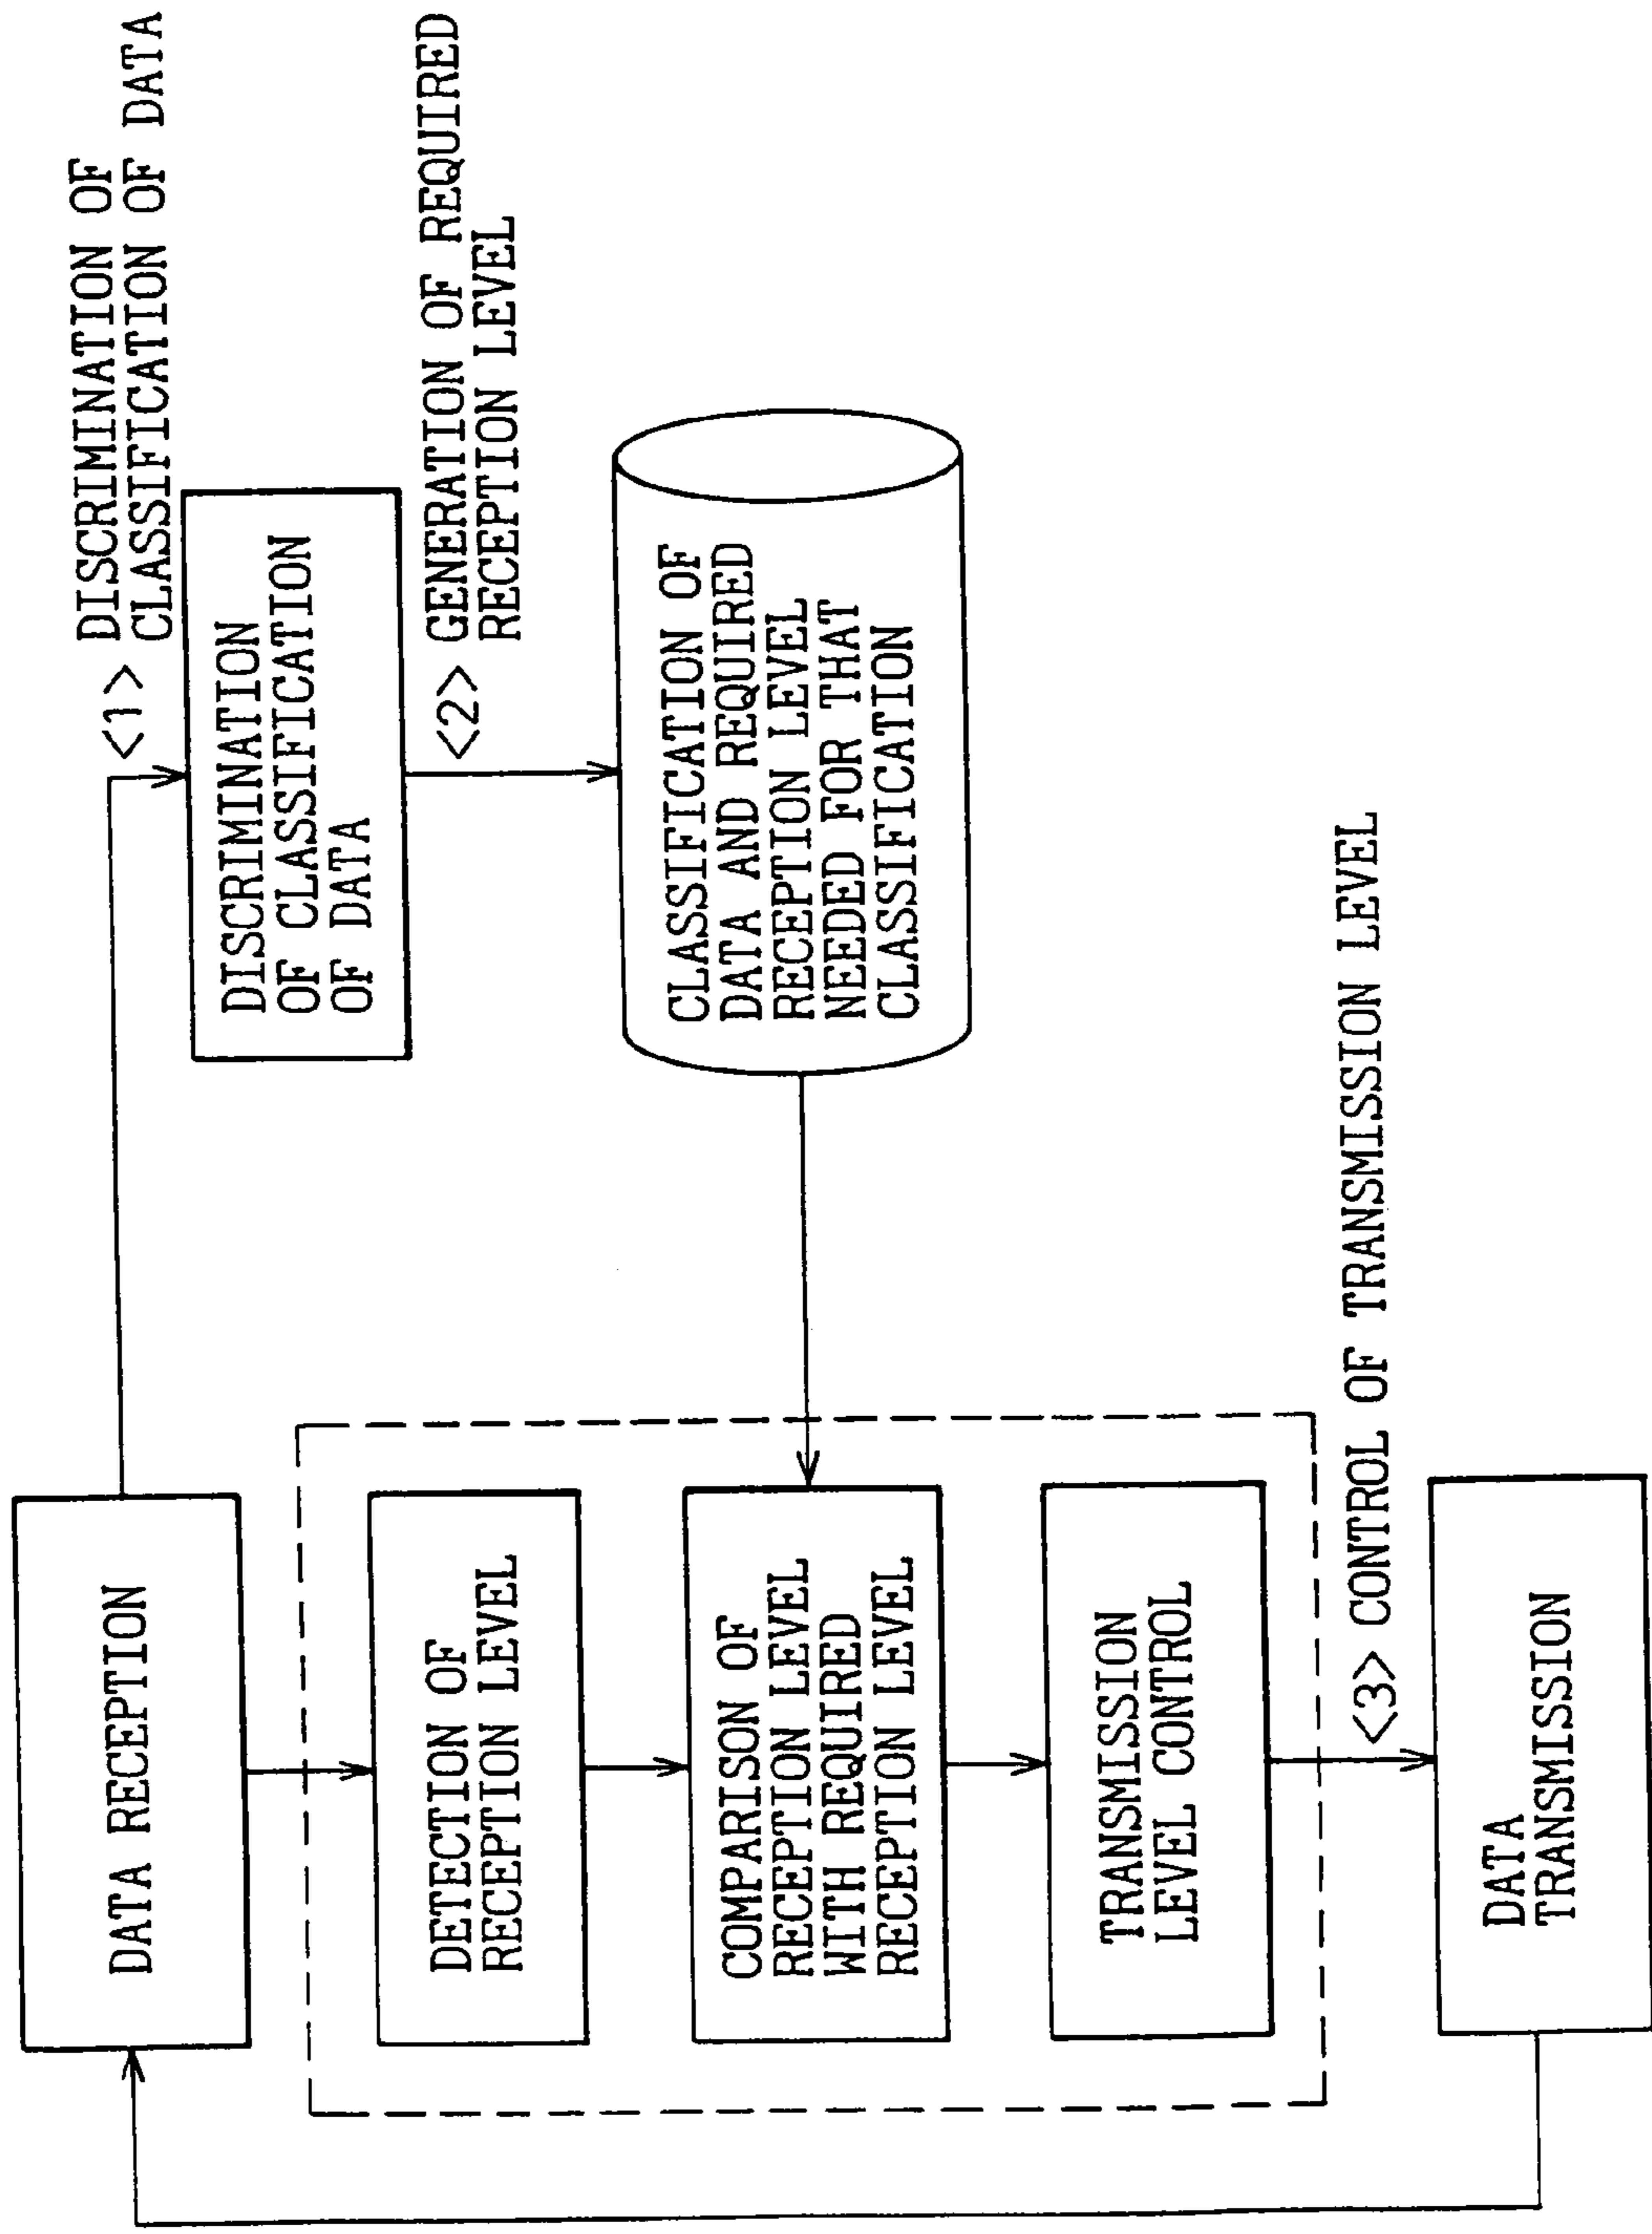 DATA RECEPTION
<1> DISCRIMINATION OF
CLASSIFICATION OF DATA
DISCRIMINATION
OF CLASSIFICATION
OF DATA
DETECTION OF
RECEPTION LEVEL
<2> GENERATION OF REQUIRED
RECEPTION LEVEL
COMPARISON OF
RECEPTION LEVEL
WITH REQUIRED
RECEPTION LEVEL
CLASSIFICATION OF
DATA AND REQUIRED
RECEPTION LEVEL
NEEDED FOR THAT
CLASSIFICATION
TRANSMISSION
LEVEL CONTROL
<3> CONTROL OF TRANSMISSION LEVEL
DATA
TRANSMISSION